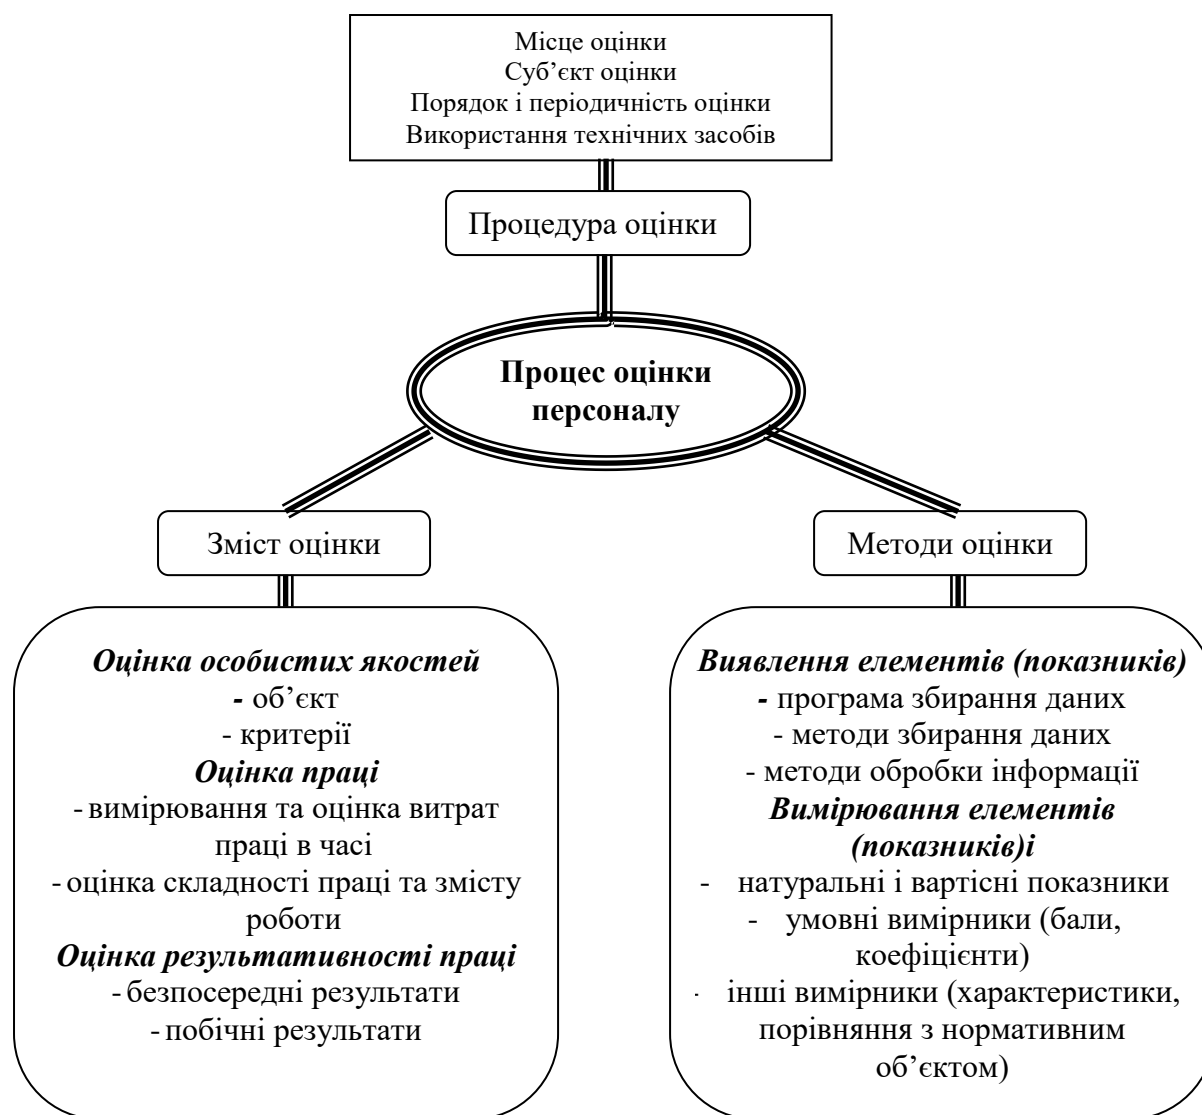 Місце оцінки
Суб’єкт оцінки
Порядок і періодичність оцінки
Використання технічних засобів
Процедура оцінки
Процес оцінки
персоналу
Зміст оцінки
Методи оцінки
Оцінка особистих якостей
- об’єкт
- критерії
Оцінка праці
- вимірювання та оцінка витрат
праці в часі
- оцінка складності праці та змісту
роботи
Оцінка результативності праці
- безпосередні результати
- побічні результати
Виявлення елементів (показників)
- програма збирання даних
- методи збирання даних
- методи обробки інформації
Вимірювання елементів
(показників)і
- натуральні і вартісні показники
- умовні вимірники (бали,
коефіцієнти)
· інші вимірники (характеристики,
порівняння з нормативним
об’єктом)